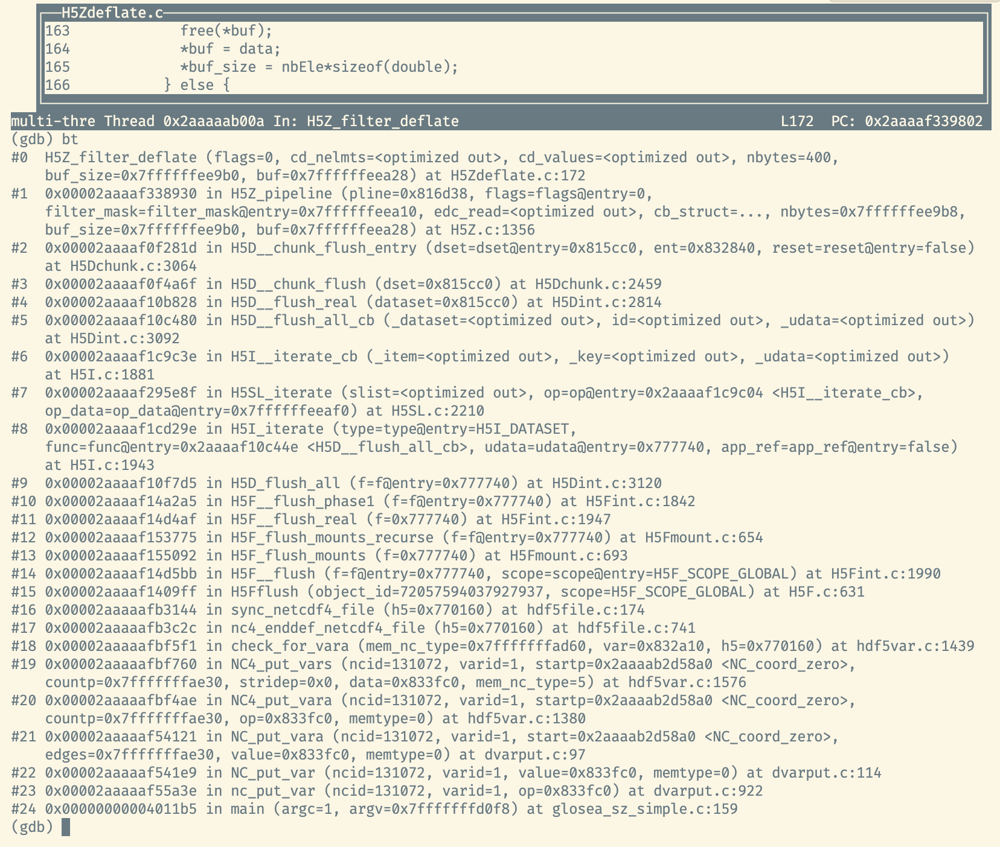 H5Zdeflate.c
163             free(*buf);
164             *buf = data;
165             *buf_size = nbEle*sizeof(double);
166           } else {
multi-thre Thread 0x2aaaaab00a In: H5Z_filter_deflate L172 PC: 0x2aaaaf339802
(gdb) bt
#0  H5Z_filter_deflate (flags=0, cd_nelmts=<optimized out>, cd_values=<optimized out>, nbytes=400,
    buf_size=0x7ffffffee9b0, buf=0x7ffffffeea28) at H5Zdeflate.c:172
#1  0x00002aaaaf338930 in H5Z_pipeline (pline=0x816d38, flags=flags@entry=0,
    filter_mask=filter_mask@entry=0x7ffffffeea10, edc_read=<optimized out>, cb_struct=..., nbytes=0x7ffffffee9b8,
    buf_size=0x7ffffffee9b0, buf=0x7ffffffeea28) at H5Z.c:1356
#2  0x00002aaaaf0f281d in H5D__chunk_flush_entry (dset=dset@entry=0x815cc0, ent=0x832840, reset=reset@entry=false)
    at H5Dchunk.c:3064
#3  0x00002aaaaf0f4a6f in H5D__chunk_flush (dset=0x815cc0) at H5Dchunk.c:2459
#4  0x00002aaaaf10b828 in H5D__flush_real (dataset=0x815cc0) at H5Dint.c:2814
#5  0x00002aaaaf10c480 in H5D__flush_all_cb (_dataset=<optimized out>, id=<optimized out>, _udata=<optimized out>)
    at H5Dint.c:3092
#6  0x00002aaaaf1c9c3e in H5I__iterate_cb (_item=<optimized out>, _key=<optimized out>, _udata=<optimized out>)
    at H5I.c:1881
#7  0x00002aaaaf295e8f in H5SL_iterate (slist=<optimized out>, op=op@entry=0x2aaaaf1c9c04 <H5I__iterate_cb>,
    op_data=op_data@entry=0x7ffffffeeaf0) at H5SL.c:2210
#8  0x00002aaaaf1cd29e in H5I_iterate (type=type@entry=H5I_DATASET,
    func=func@entry=0x2aaaaf10c44e <H5D__flush_all_cb>, udata=udata@entry=0x777740, app_ref=app_ref@entry=false)
    at H5I.c:1943
#9  0x00002aaaaf10f7d5 in H5D_flush_all (f=f@entry=0x777740) at H5Dint.c:3120
#10 0x00002aaaaf14a2a5 in H5F__flush_phase1 (f=f@entry=0x777740) at H5Fint.c:1842
#11 0x00002aaaaf14d4af in H5F__flush_real (f=0x777740) at H5Fint.c:1947
#12 0x00002aaaaf153775 in H5F_flush_mounts_recurse (f=f@entry=0x777740) at H5Fmount.c:654
#13 0x00002aaaaf155092 in H5F_flush_mounts (f=0x777740) at H5Fmount.c:693
#14 0x00002aaaaf14d5bb in H5F__flush (f=f@entry=0x777740, scope=scope@entry=H5F_SCOPE_GLOBAL) at H5Fint.c:1990
#15 0x00002aaaaf1409ff in H5Fflush (object_id=72057594037927937, scope=H5F_SCOPE_GLOBAL) at H5F.c:631
#16 0x00002aaaaafb3144 in sync_netcdf4_file (h5=0x770160) at hdf5file.c:174
#17 0x00002aaaaafb3c2c in nc4_enddef_netcdf4_file (h5=0x770160) at hdf5file.c:741
#18 0x00002aaaaafbf5f1 in check_for_vara (mem_nc_type=0x7fffffffad60, var=0x832a10, h5=0x770160) at hdf5var.c:1439
#19 0x00002aaaaafbf760 in NC4_put_vars (ncid=131072, varid=1, startp=0x2aaaab2d58a0 <NC_coord_zero>,
    countp=0x7fffffffae30, stridep=0x0, data=0x833fc0, mem_nc_type=5) at hdf5var.c:1576
#20 0x00002aaaaafbf4ae in NC4_put_vara (ncid=131072, varid=1, startp=0x2aaaab2d58a0 <NC_coord_zero>,
    countp=0x7fffffffae30, op=0x833fc0, memtype=0) at hdf5var.c:1380
#21 0x00002aaaaaf54121 in NC_put_vara (ncid=131072, varid=1, start=0x2aaaab2d58a0 <NC_coord_zero>,
    edges=0x7fffffffae30, value=0x833fc0, memtype=0) at dvarput.c:97
#22 0x00002aaaaaf541e9 in NC_put_var (ncid=131072, varid=1, value=0x833fc0, memtype=0) at dvarput.c:114
#23 0x00002aaaaaf55a3e in nc_put_var (ncid=131072, varid=1, op=0x833fc0) at dvarput.c:922
#24 0x00000000004011b5 in main (argc=1, argv=0x7fffffffd0f8) at glosea_sz_simple.c:159
(gdb)